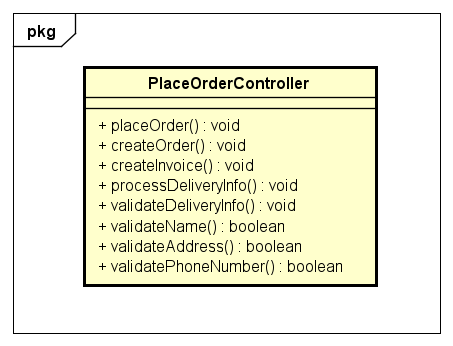 pkg
PlaceOrderController
+ placeOrder() : void
+ createOrder() : void
+ createInvoice() : void
+ processDeliveryInfo() : void
+ validateDeliveryInfo() : void
+ validateName() : boolean
+ validateAddress() : boolean
+ validatePhoneNumber() : boolean